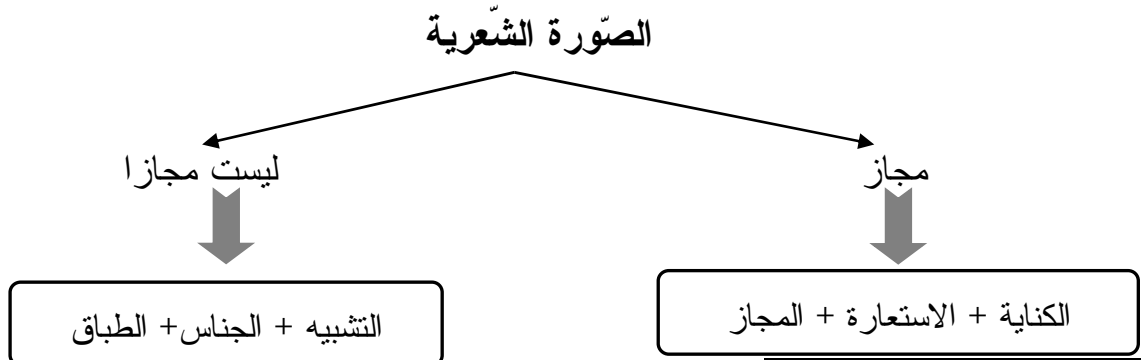 الصّورة الشّعرية
مجاز
ليست مجازا
الكناية + الاستعارة + المجاز
التشبيه + الجناس+ الطباق